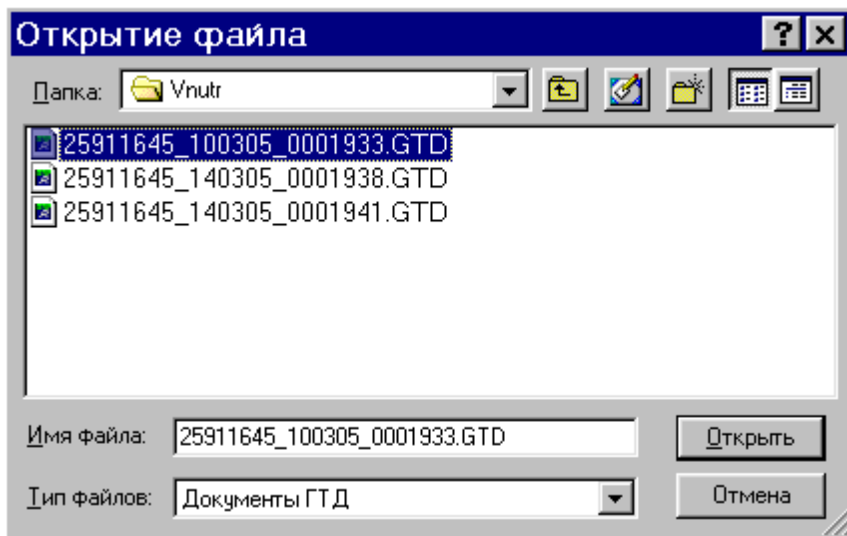 Открытие файла
Папка: Vnutr
25911645_100305_0001933.GTD
25911645_140305_0001938.GTD
25911645_140305_0001941.GTD
Имя файла: 25911645_100305_0001933.GTD Открыть
Тип файлов: Документы ГТД Отмена